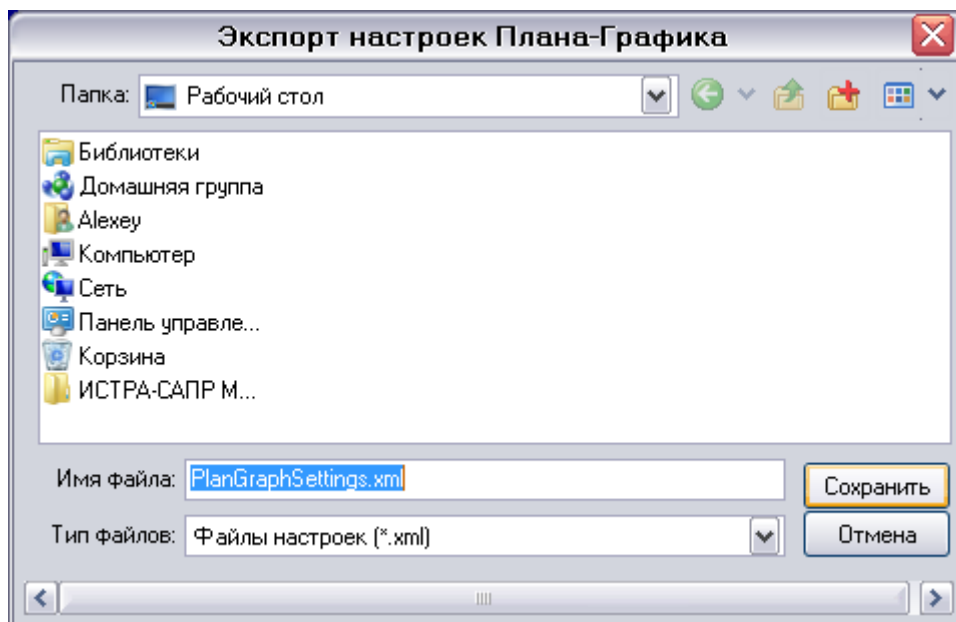 Экспорт настроек Плана-Графика
Папка: Рабочий стол
Библиотеки
Домашняя группа
Alexey
Компьютер
Сеть
Панель управле...
Корзина
ИСТРА-САПР М...
Имя файла: PlanGraphSettings.xml
Сохранить
Тип файлов: Файлы настроек (*.xml)
Отмена